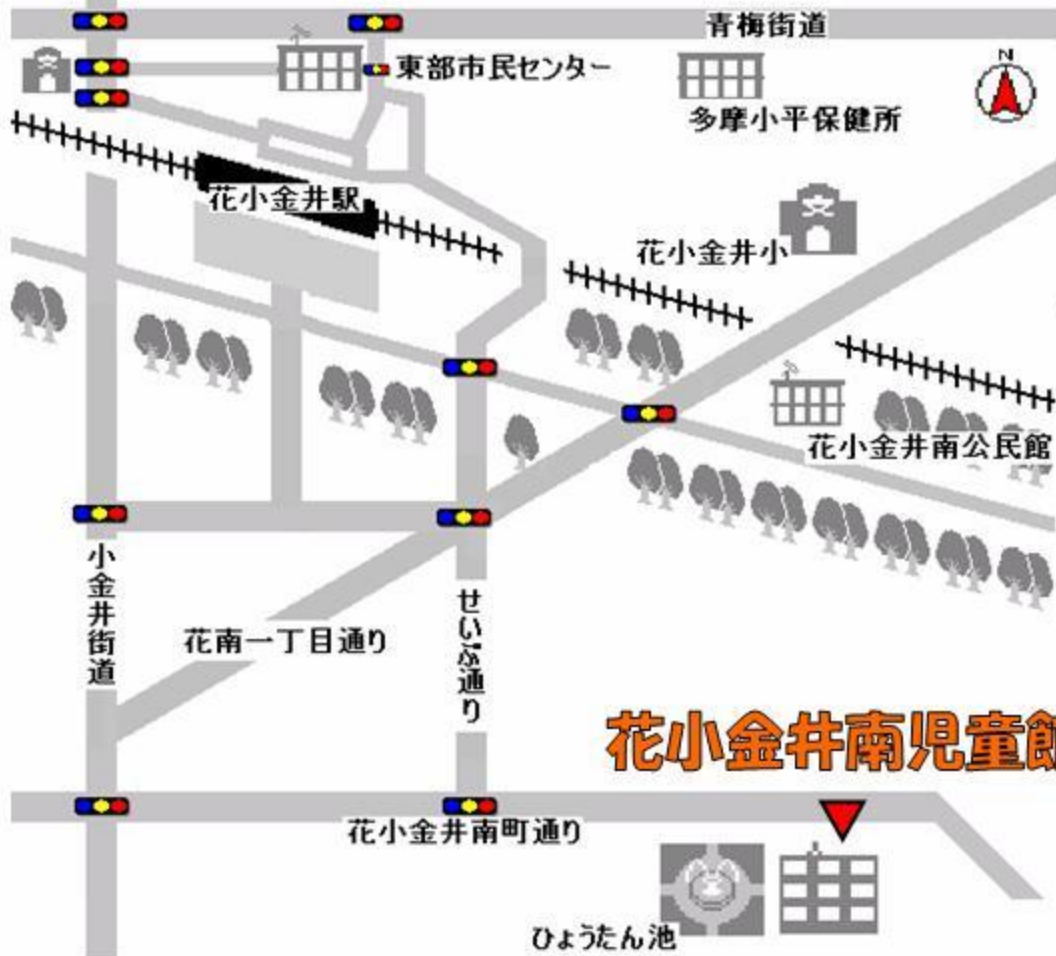 青梅街道
東部市民センター
N
多摩小平保健所
花小金井駅
花小金井小
花小金井南公民館
小金井街道
せいぶ通り
花南一丁目通り
花小金井南児童館
花小金井南町通り
ひょうたん池